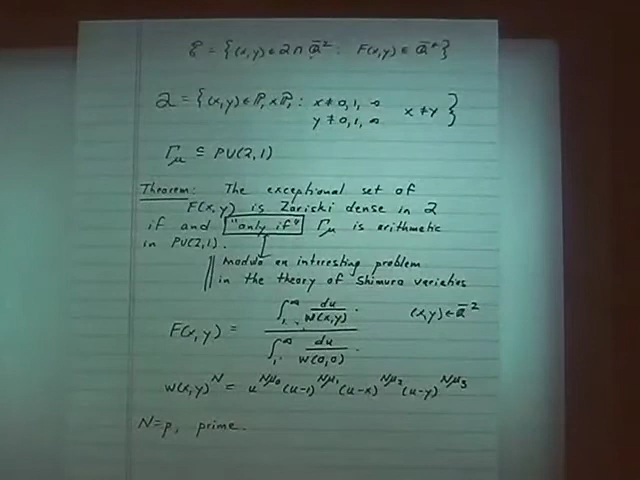 ℰ = {(x,y) ∈ 𝒬 ∩ Q̄² : F(x,y) ∈ Q̄*}
𝒬 = {(x,y) ∈ P₁ × P₁ : x ≠ 0,1,∞ x ≠ y}
y ≠ 0,1,∞
Γμ ⊆ PU(2,1)
Theorem: The exceptional set of
F(x,y) is Zariski dense in 𝒬
if and "only if" Γμ is arithmetic
in PU(2,1).
Modulo an interesting problem
in the theory of Shimura varieties
F(x,y) = ∫₁^∞ du/w(x,y) / ∫₁^∞ du/w(0,0) (x,y) ∈ Q̄²
w(x,y)^N = u^{Nμ₀} (u-1)^{Nμ₁} (u-x)^{Nμ₂} (u-y)^{Nμ₃}
N=p, prime.